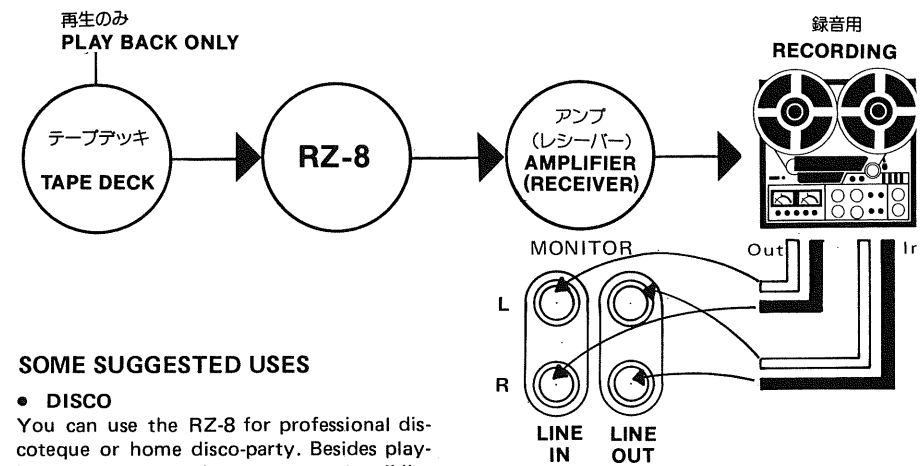 再生のみ
PLAY BACK ONLY
テープデッキ
TAPE DECK
RZ-8
アンプ
(レシーバー)
AMPLIFIER
(RECEIVER)
録音用
RECORDING
MONITOR
Out
In
L
R
LINE
IN
LINE
OUT
SOME SUGGESTED USES
• DISCO
You can use the RZ-8 for professional dis-
coteque or home disco-party. Besides play-